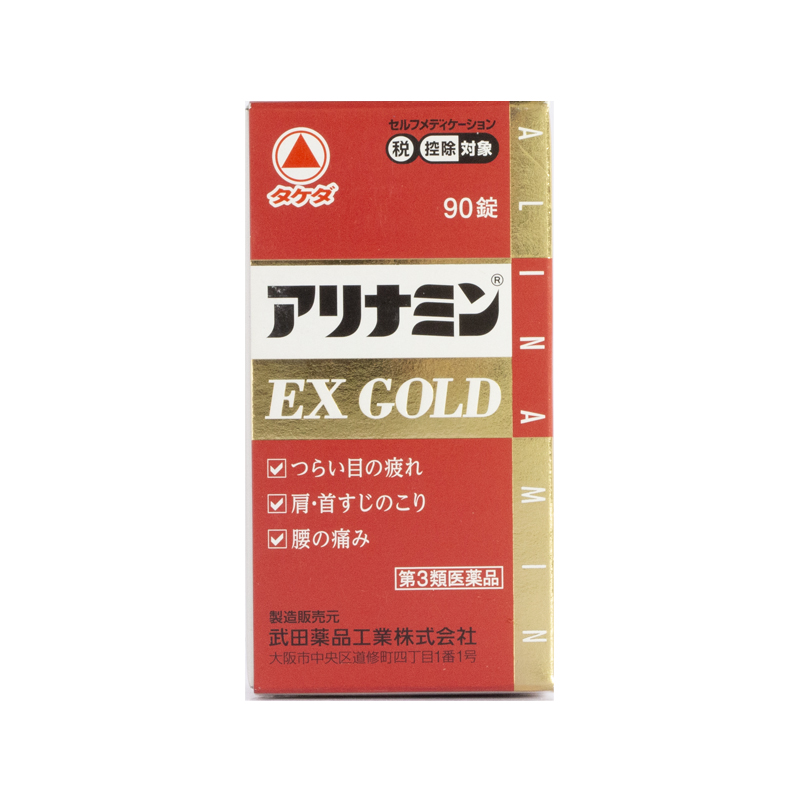 タケダ
セルフメディケーション
税 控除 対象
90錠
アリナミン®
EX GOLD
つらい目の疲れ
肩・首すじのこり
腰の痛み
第3類医薬品
製造販売元
武田薬品工業株式会社
大阪市中央区道修町四丁目1番1号
ALINAMIN